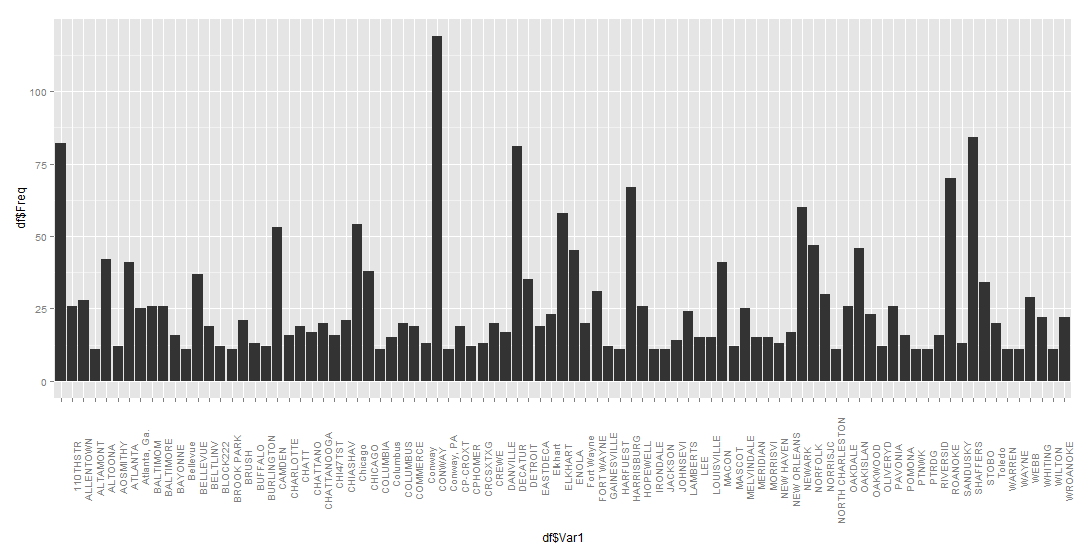 100
75
50
25
0
df$Freq
110THSTR
ALLENTOWN
ALTAMONT
ALTOONA
AOSMITHY
ATLANTA
Atlanta, Ga.
BALTIMOM
BALTIMORE
BAYONNE
Bellevue
BELLEVUE
BELTLINV
BLOCK222
BROOK PARK
BRUSH
BUFFALO
BURLINGTON
CAMDEN
CHARLOTTE
CHATT
CHATTANO
CHATTANOOGA
CHI47TST
CHIASHAV
Chicago
CHICAGO
COLUMBIA
Columbus
COLUMBUS
COMMERCE
Conway
CONWAY
Conway, PA
CP-CROXT
CPHOMER
CRCSXTXG
CREWE
DANVILLE
DECATUR
DETROIT
EASTDECA
Elkhart
ELKHART
ENOLA
Fort Wayne
FORT WAYNE
GAINESVILLE
HARFUEST
HARRISBURG
HOPEWELL
IRONDALE
JACKSON
JOHNSEVI
LAMBERTS
LEE
LOUISVILLE
MACON
MASCOT
MELVINDALE
MERIDIAN
MORRISVI
NEW HAVEN
NEW ORLEANS
NEWARK
NORFOLK
NORRISJC
NORTH CHARLESTON
OAKDALE
OAKISLAN
OAKWOOD
OLIVERYD
PAVONIA
POMONA
PTNWK
PTRDG
RIVERSID
ROANOKE
SANDUSKY
SHAFFERS
STOBO
Toledo
WARREN
WAYNE
WEBB
WHITING
WILTON
WROANOKE
df$Var1